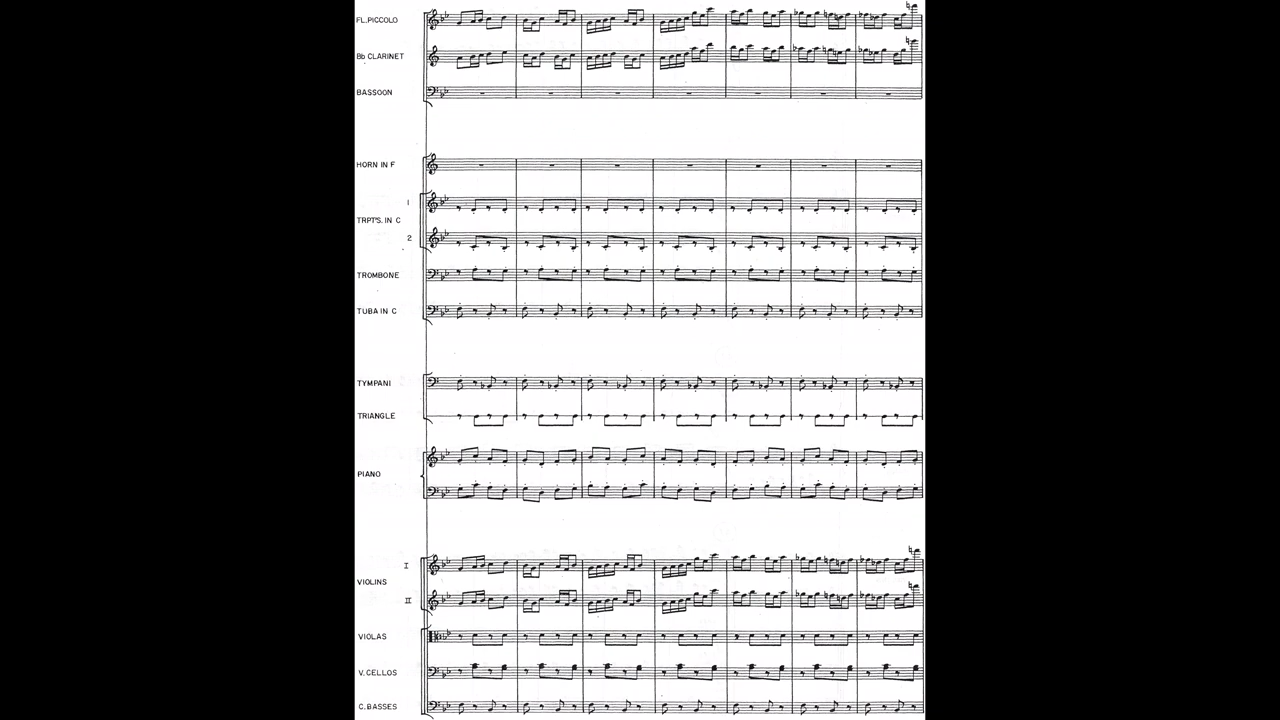 FL. PICCOLO
Bb CLARINET
BASSOON
HORN IN F
1
TRPT'S. IN C
2
TROMBONE
TUBA IN C
TYMPANI
TRIANGLE
PIANO
I
VIOLINS
II
VIOLAS
V. CELLOS
C. BASSES